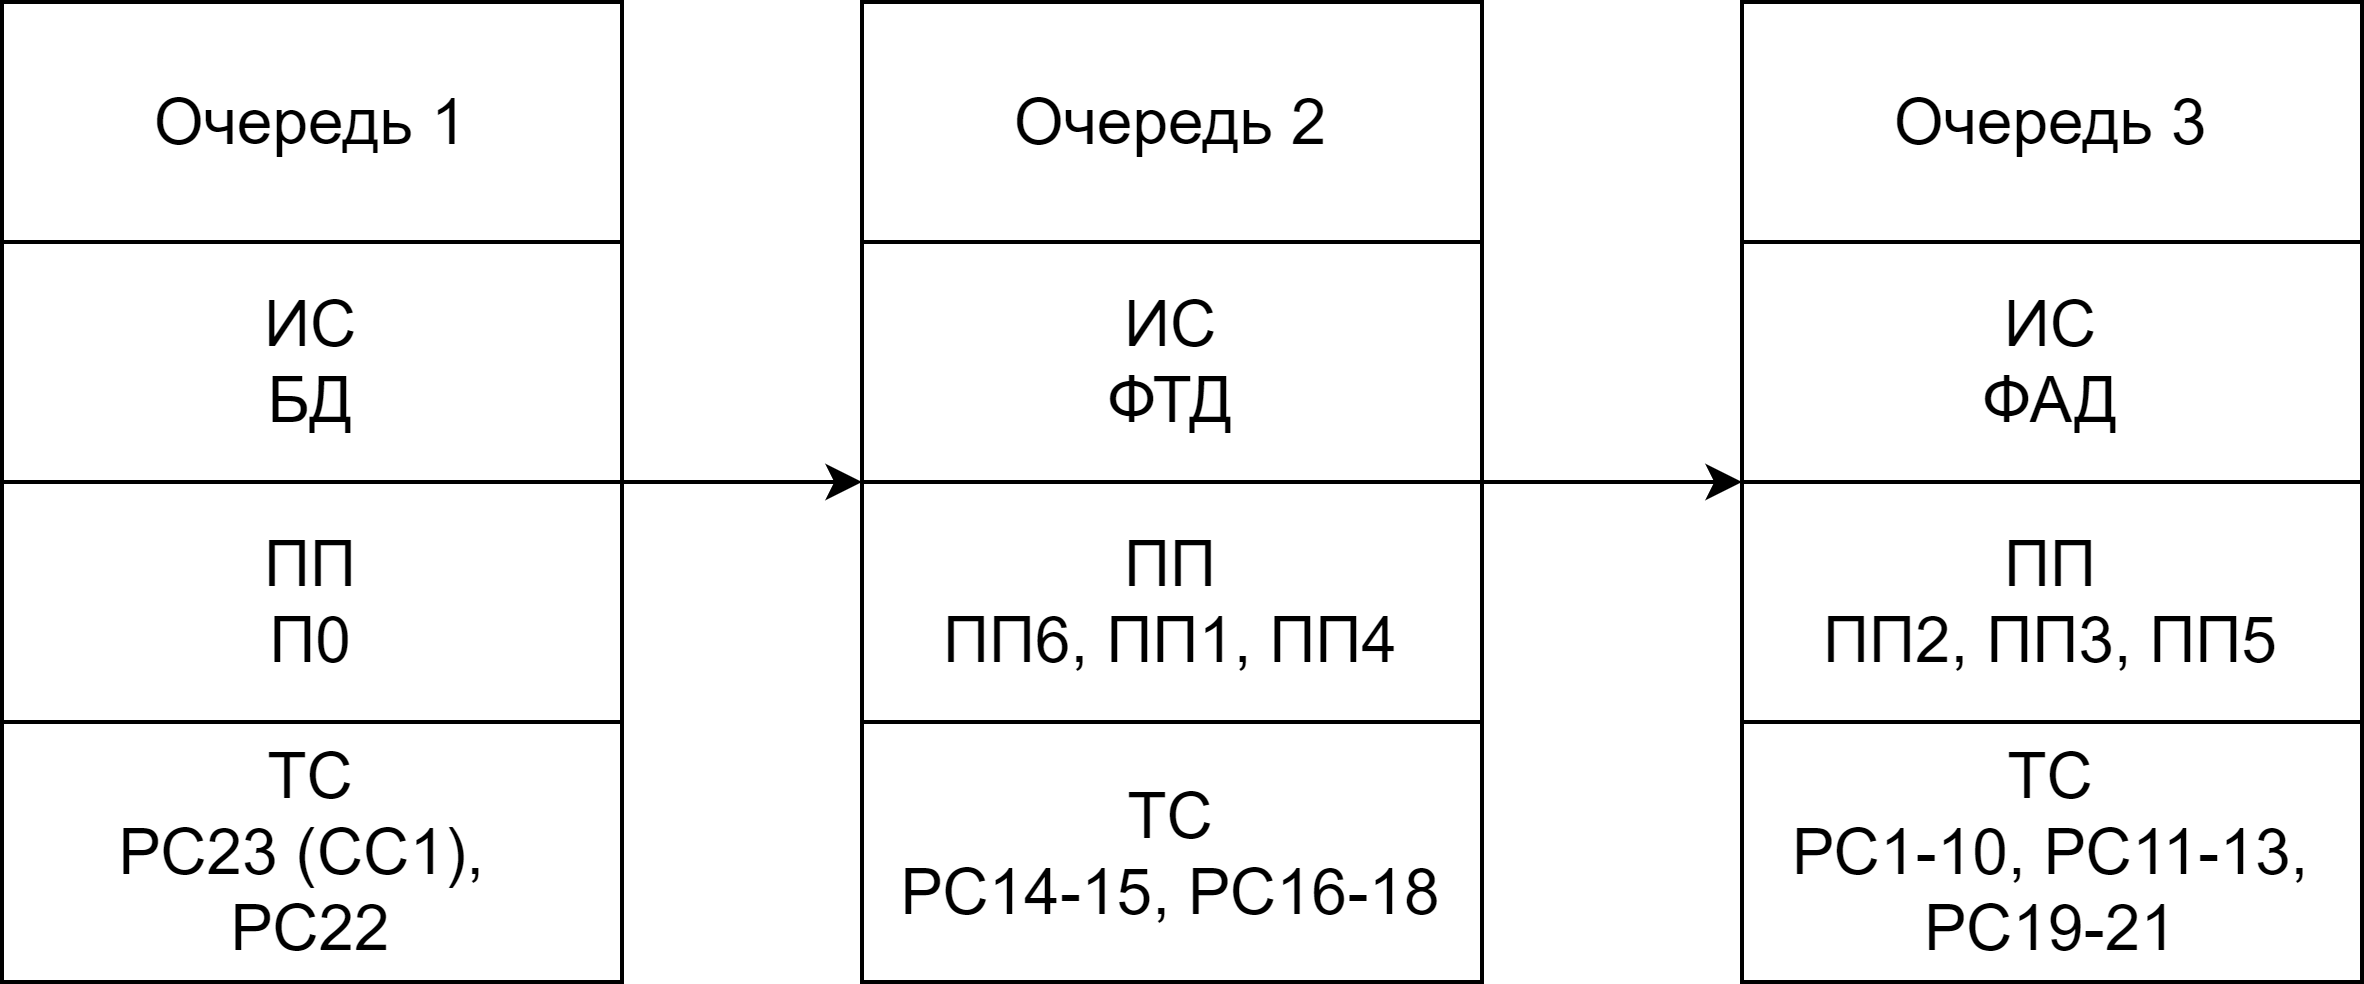 Очередь 1
ИС
БД
ПП
П0
ТС
РС23 (СС1),
РС22
Очередь 2
ИС
ФТД
ПП
ПП6, ПП1, ПП4
ТС
РС14-15, РС16-18
Очередь 3
ИС
ФАД
ПП
ПП2, ПП3, ПП5
ТС
РС1-10, РС11-13,
РС19-21